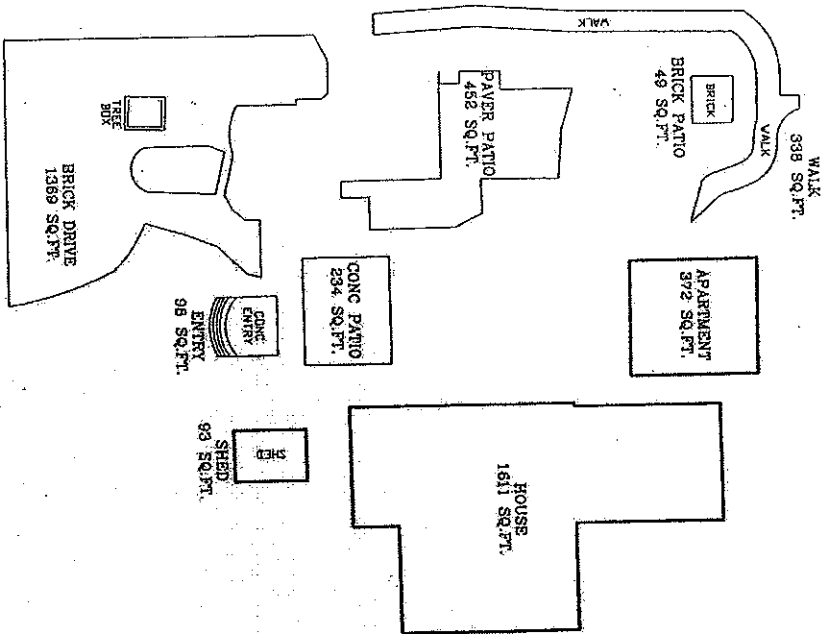 WALK
WALK
338 SQ.FT.
WALK
BRICK
BRICK PATIO
49 SQ.FT.
PAVER PATIO
452 SQ.FT.
TREE
BOX
BRICK DRIVE
1369 SQ.FT.
APARTMENT
372 SQ.FT.
CONC PATIO
234 SQ.FT.
CONC
ENTRY
ENTRY
95 SQ.FT.
SHED
SHED
93 SQ.FT.
HOUSE
1611 SQ.FT.